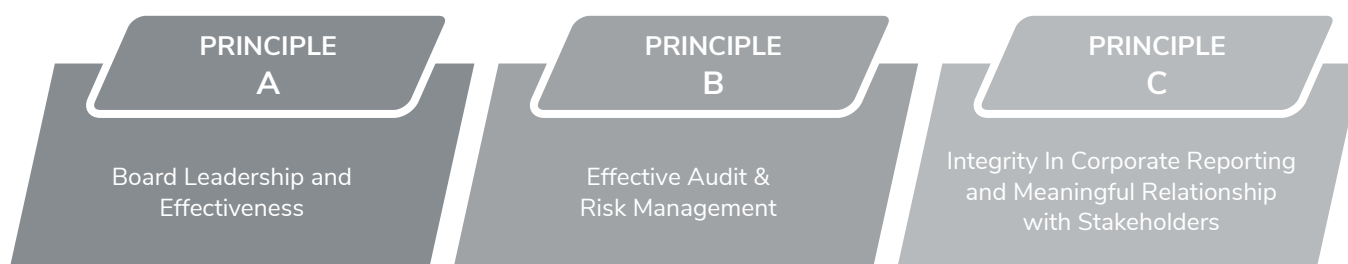 PRINCIPLE
A
Board Leadership and
Effectiveness
PRINCIPLE
B
Effective Audit &
Risk Management
PRINCIPLE
C
Integrity In Corporate Reporting
and Meaningful Relationship
with Stakeholders